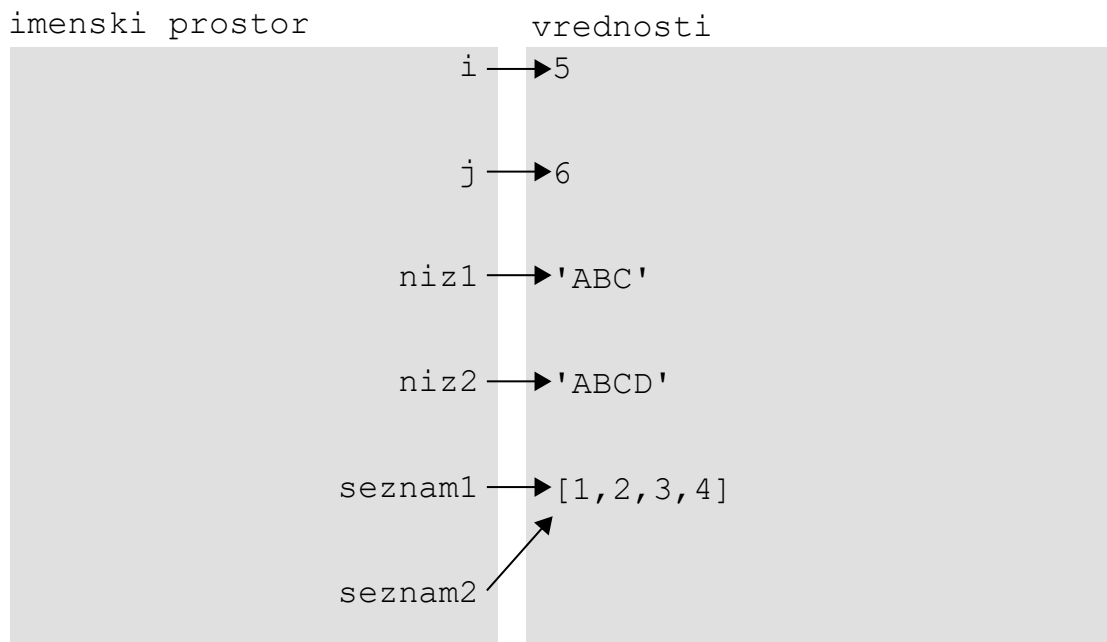 imenski prostor
vrednosti
i 5
j 6
niz1 'ABC'
niz2 'ABCD'
seznam1 [1,2,3,4]
seznam2